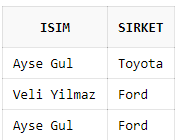 ISIM SIRKET
Ayse Gul Toyota
Veli Yilmaz Ford
Ayse Gul Ford